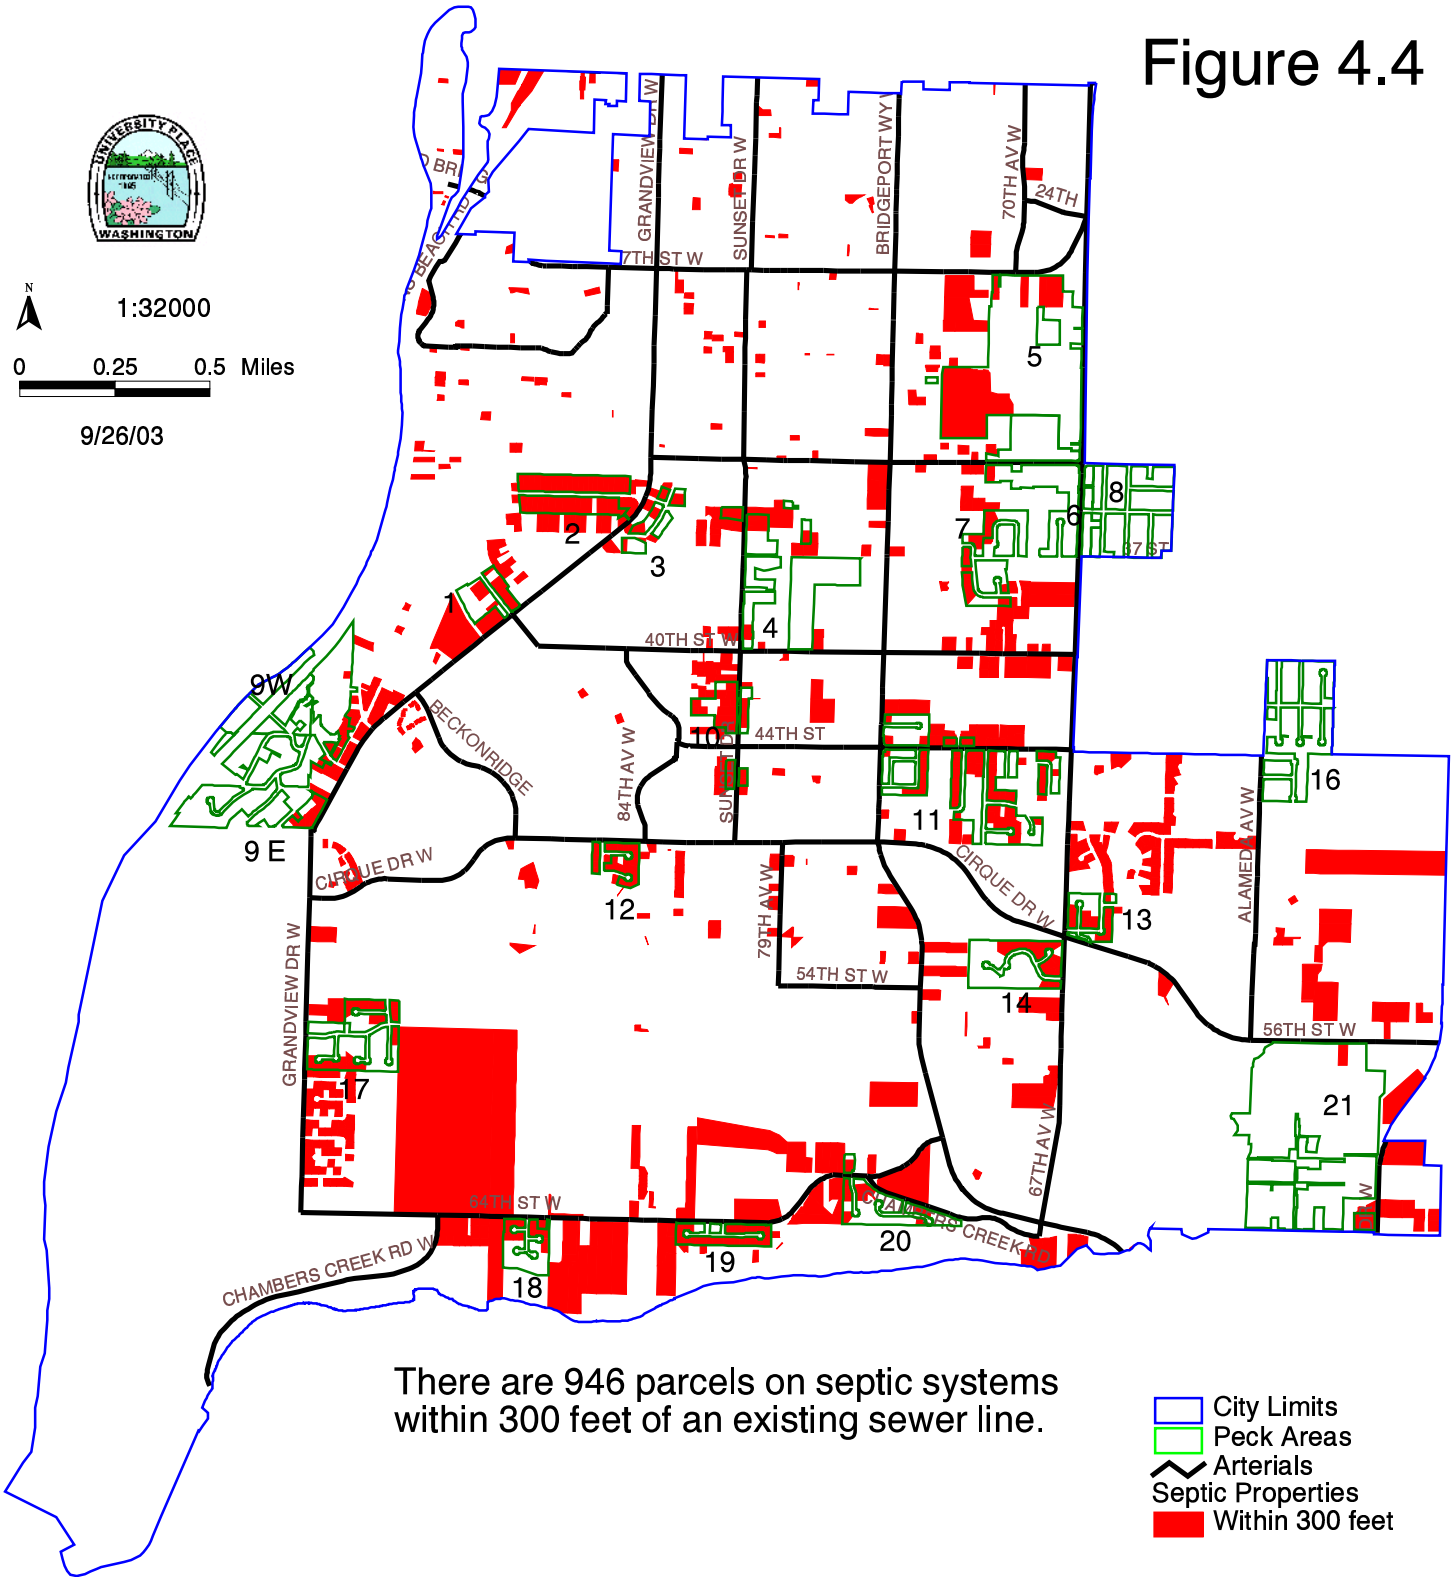 Figure 4.4
UNIVERSITY PLACE
INCORPORATED
1995
WASHINGTON
N
1:32000
0 0.25 0.5 Miles
9/26/03
GRANDVIEW DR W
SUNSET DR W
BRIDGEPORT WY
70TH AV W
24TH
7TH ST W
5
8
6
7
37 ST
2
3
1
4
40TH ST W
9W
BECKONRIDGE
84TH AV W
10
44TH ST
16
11
9 E
CIRQUE DR W
CIRQUE DR W
ALAMEDA AV W
12
79TH AV W
13
54TH ST W
14
GRANDVIEW DR W
56TH ST W
17
21
67TH AV W
64TH ST W
CHAMBERS CREEK RD W
CHAMBERS CREEK RD
18
19
20
There are 946 parcels on septic systems
within 300 feet of an existing sewer line.
City Limits
Peck Areas
Arterials
Septic Properties
Within 300 feet